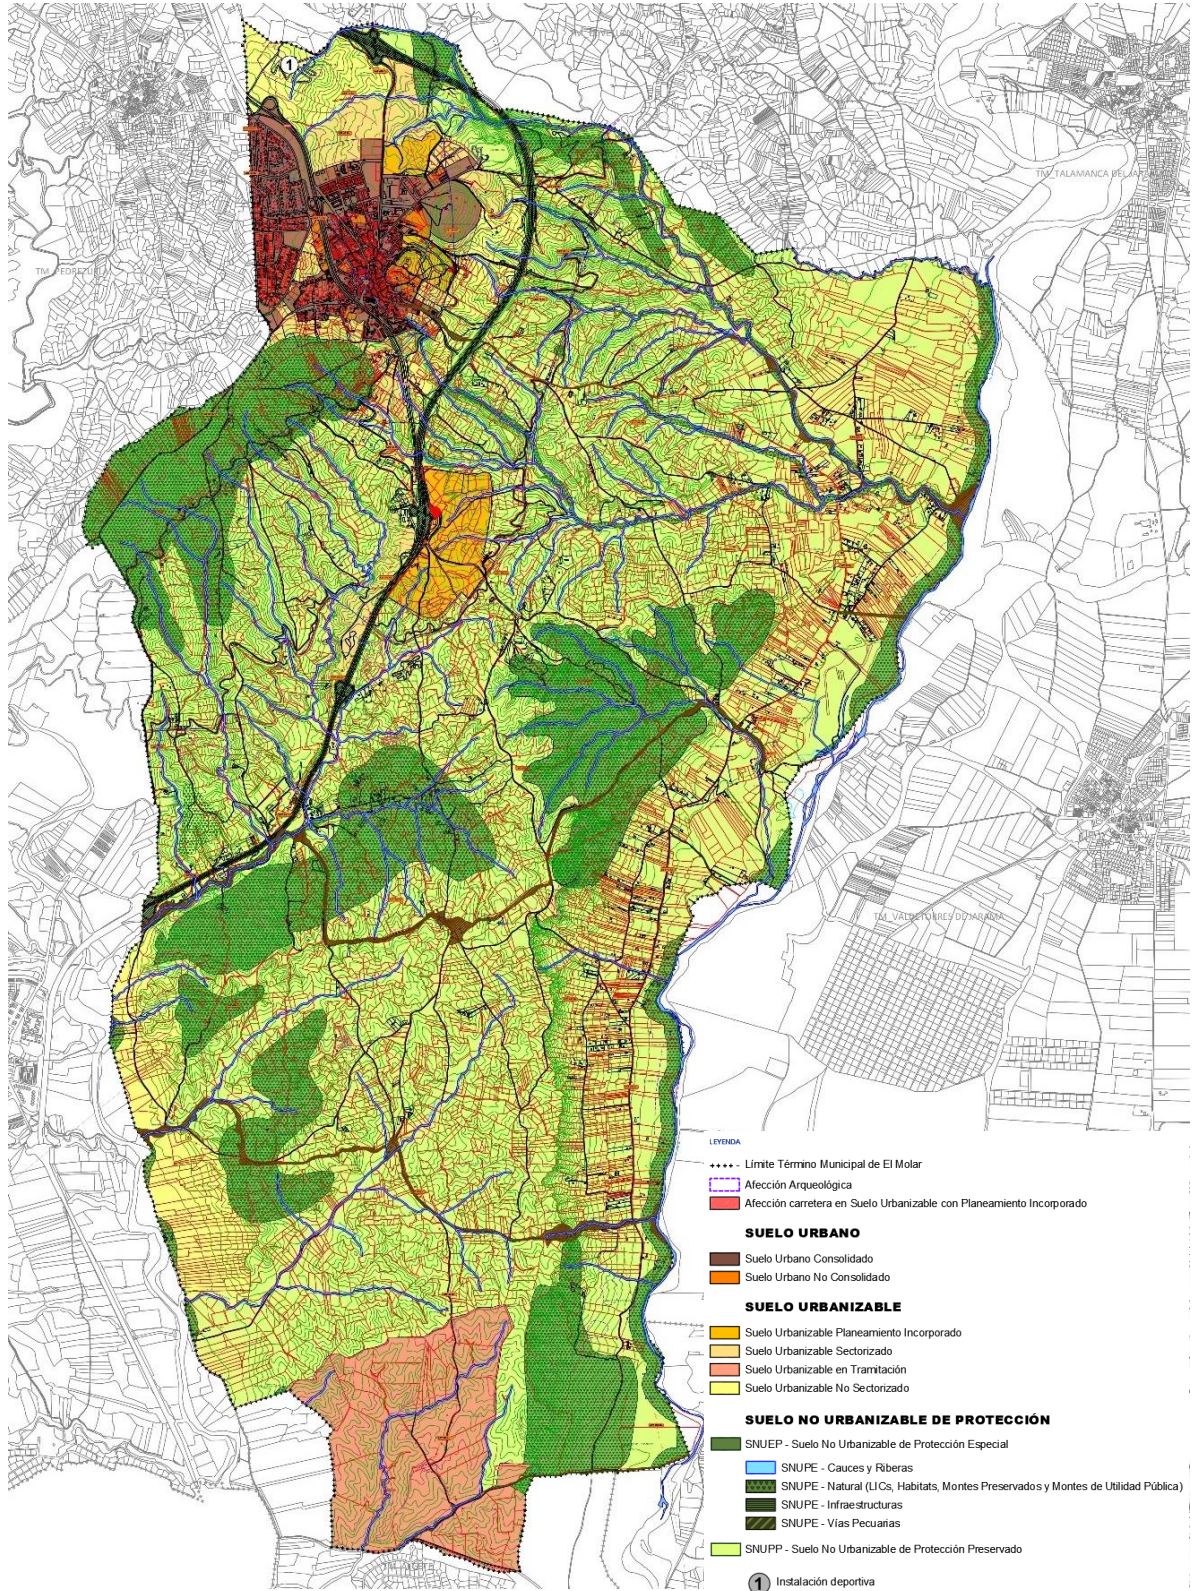 1
TM_TALAMANCA DEL JARAMA
TM_PEDREZUELA
TM_VALDETORRES DE JARAMA
LEYENDA
Límite Término Municipal de El Molar
Afección Arqueológica
Afección carretera en Suelo Urbanizable con Planeamiento Incorporado
SUELO URBANO
Suelo Urbano Consolidado
Suelo Urbano No Consolidado
SUELO URBANIZABLE
Suelo Urbanizable Planeamiento Incorporado
Suelo Urbanizable Sectorizado
Suelo Urbanizable en Tramitación
Suelo Urbanizable No Sectorizado
SUELO NO URBANIZABLE DE PROTECCIÓN
SNUEP - Suelo No Urbanizable de Protección Especial
SNUPE - Cauces y Riberas
SNUPE - Natural (LICs, Habitats, Montes Preservados y Montes de Utilidad Pública)
SNUPE - Infraestructuras
SNUPE - Vías Pecuarias
SNUPP - Suelo No Urbanizable de Protección Preservado
1 Instalación deportiva